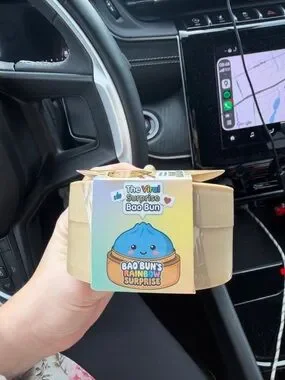 The Viral
Surprise
Bao Bun
BAO BUN'S
RAINBOW
SURPRISE